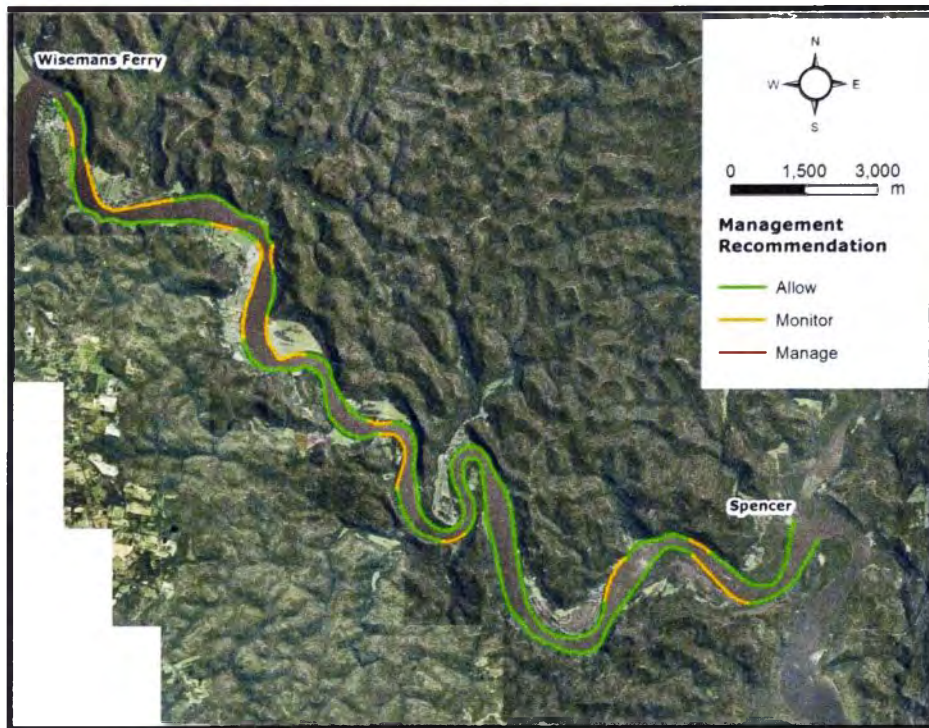 Wisemans Ferry
N
W
E
S
0 1,500 3,000
m
Management
Recommendation
Allow
Monitor
Manage
Spencer